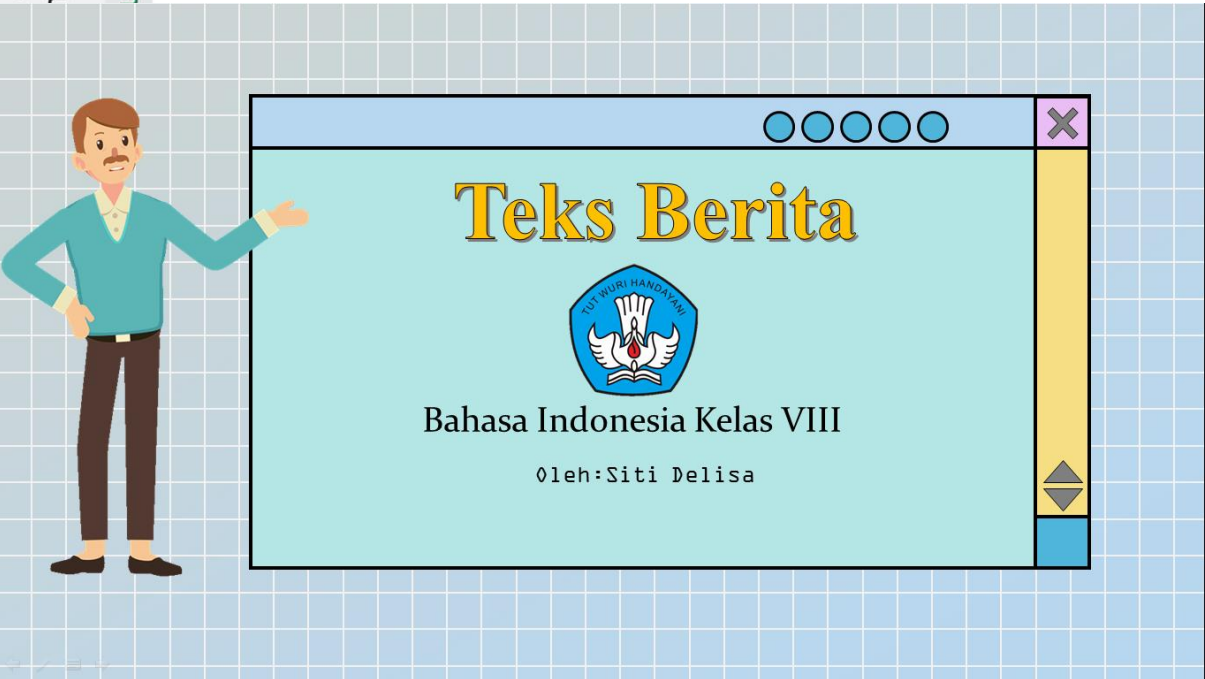 Teks Berita
TUT WURI HANDAYANI
Bahasa Indonesia Kelas VIII
Oleh:Siti Delisa